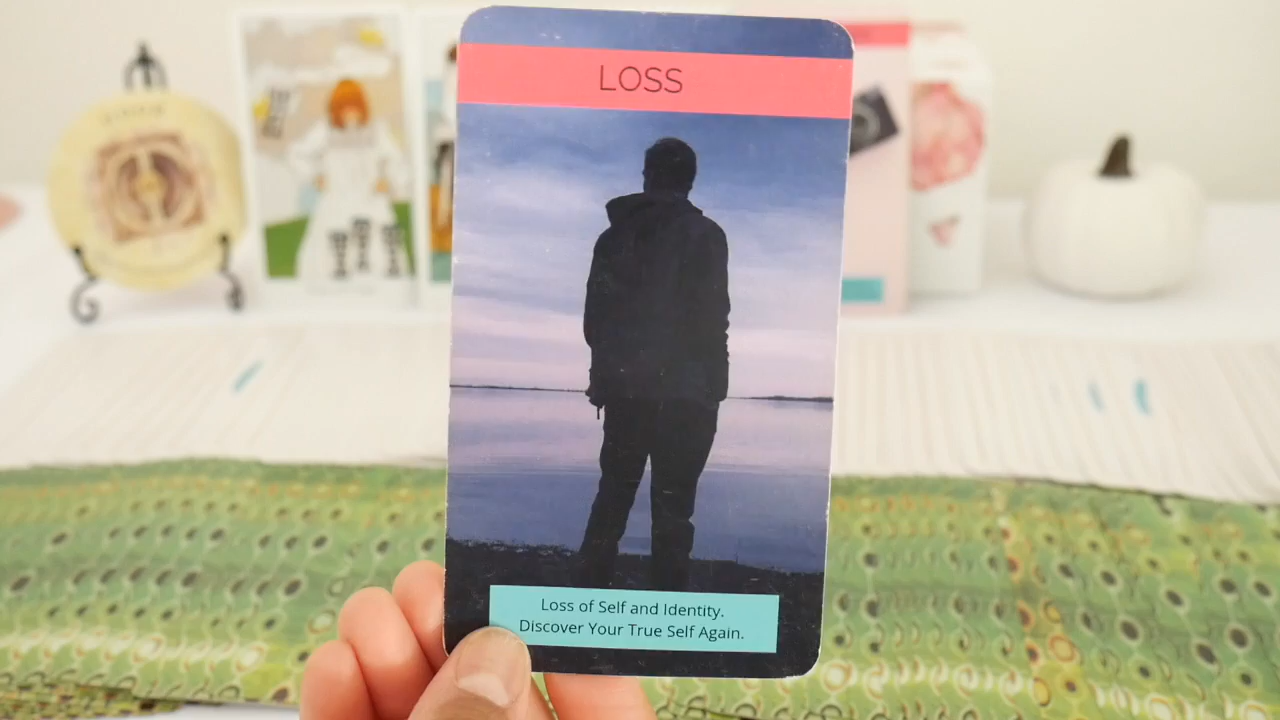 LOSS
Loss of Self and Identity.
Discover Your True Self Again.